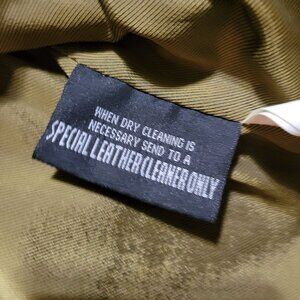 WHEN DRY CLEANING IS
NECESSARY SEND TO A
SPECIAL LEATHER CLEANER ONLY